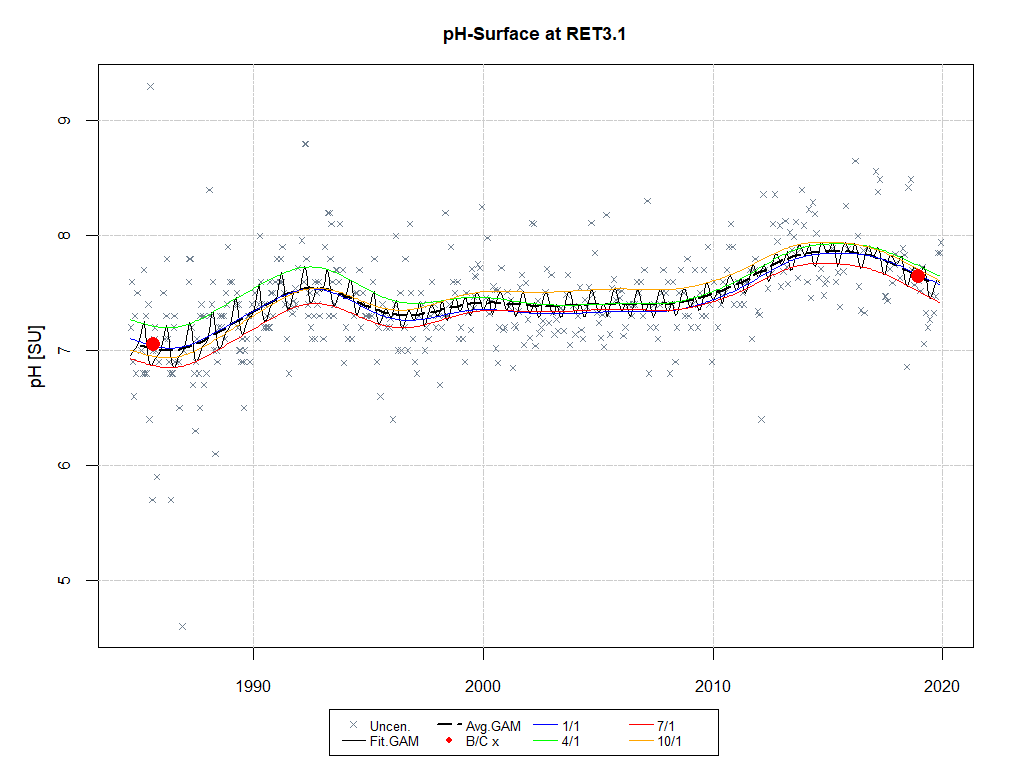 pH-Surface at RET3.1
pH [SU]
9
8
7
6
5
1990 2000 2010 2020
Uncen. Avg.GAM 1/1 7/1
Fit.GAM B/C x 4/1 10/1